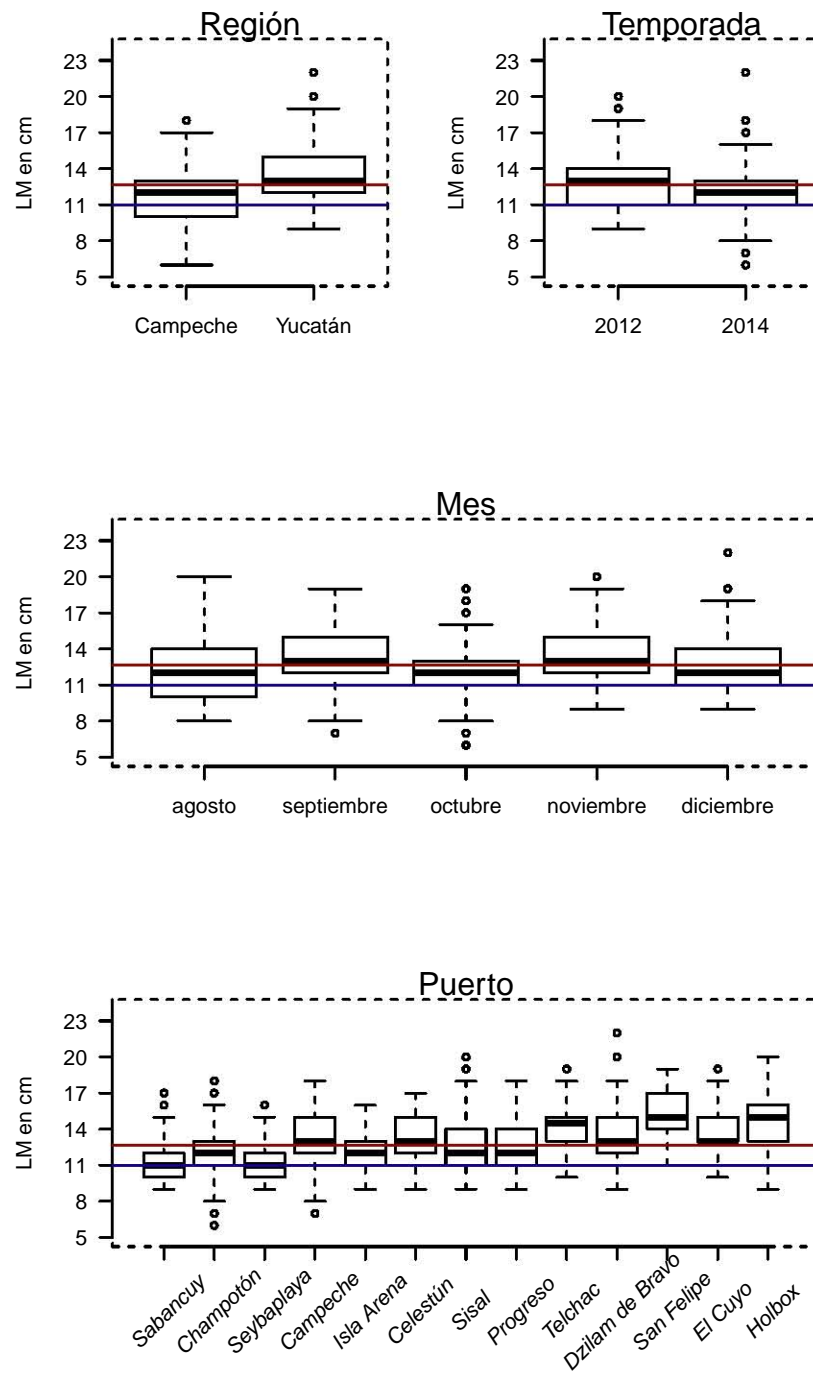 Región
LM en cm
23
20
17
14
11
8
5
Campeche Yucatán
Temporada
LM en cm
23
20
17
14
11
8
5
2012 2014
Mes
LM en cm
23
20
17
14
11
8
5
agosto septiembre octubre noviembre diciembre
Puerto
LM en cm
23
20
17
14
11
8
5
Sabancuy
Champotón
Seybaplaya
Campeche
Isla Arena
Celestún
Sisal
Progreso
Telchac
Dzilam de Bravo
San Felipe
El Cuyo
Holbox